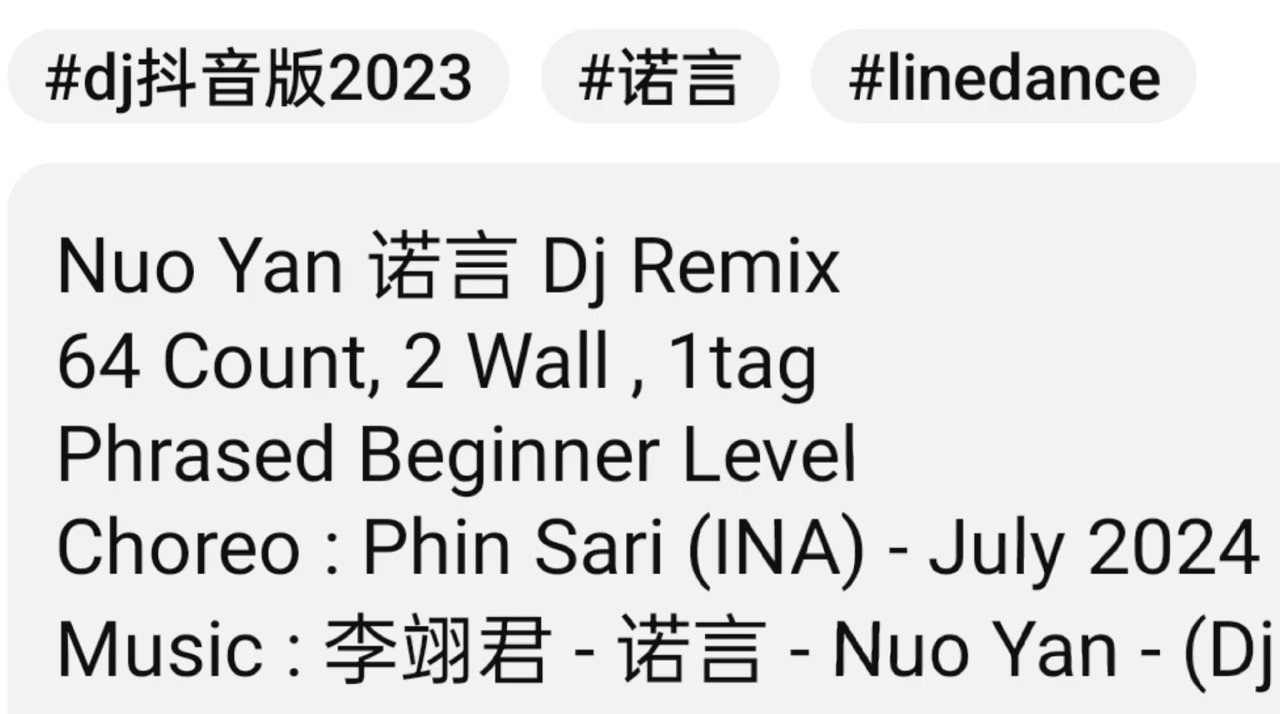 #dj抖音版2023 #诺言 #linedance
Nuo Yan 诺言 Dj Remix
64 Count, 2 Wall , 1tag
Phrased Beginner Level
Choreo : Phin Sari (INA) - July 2024
Music : 李翊君 - 诺言 - Nuo Yan - (Dj